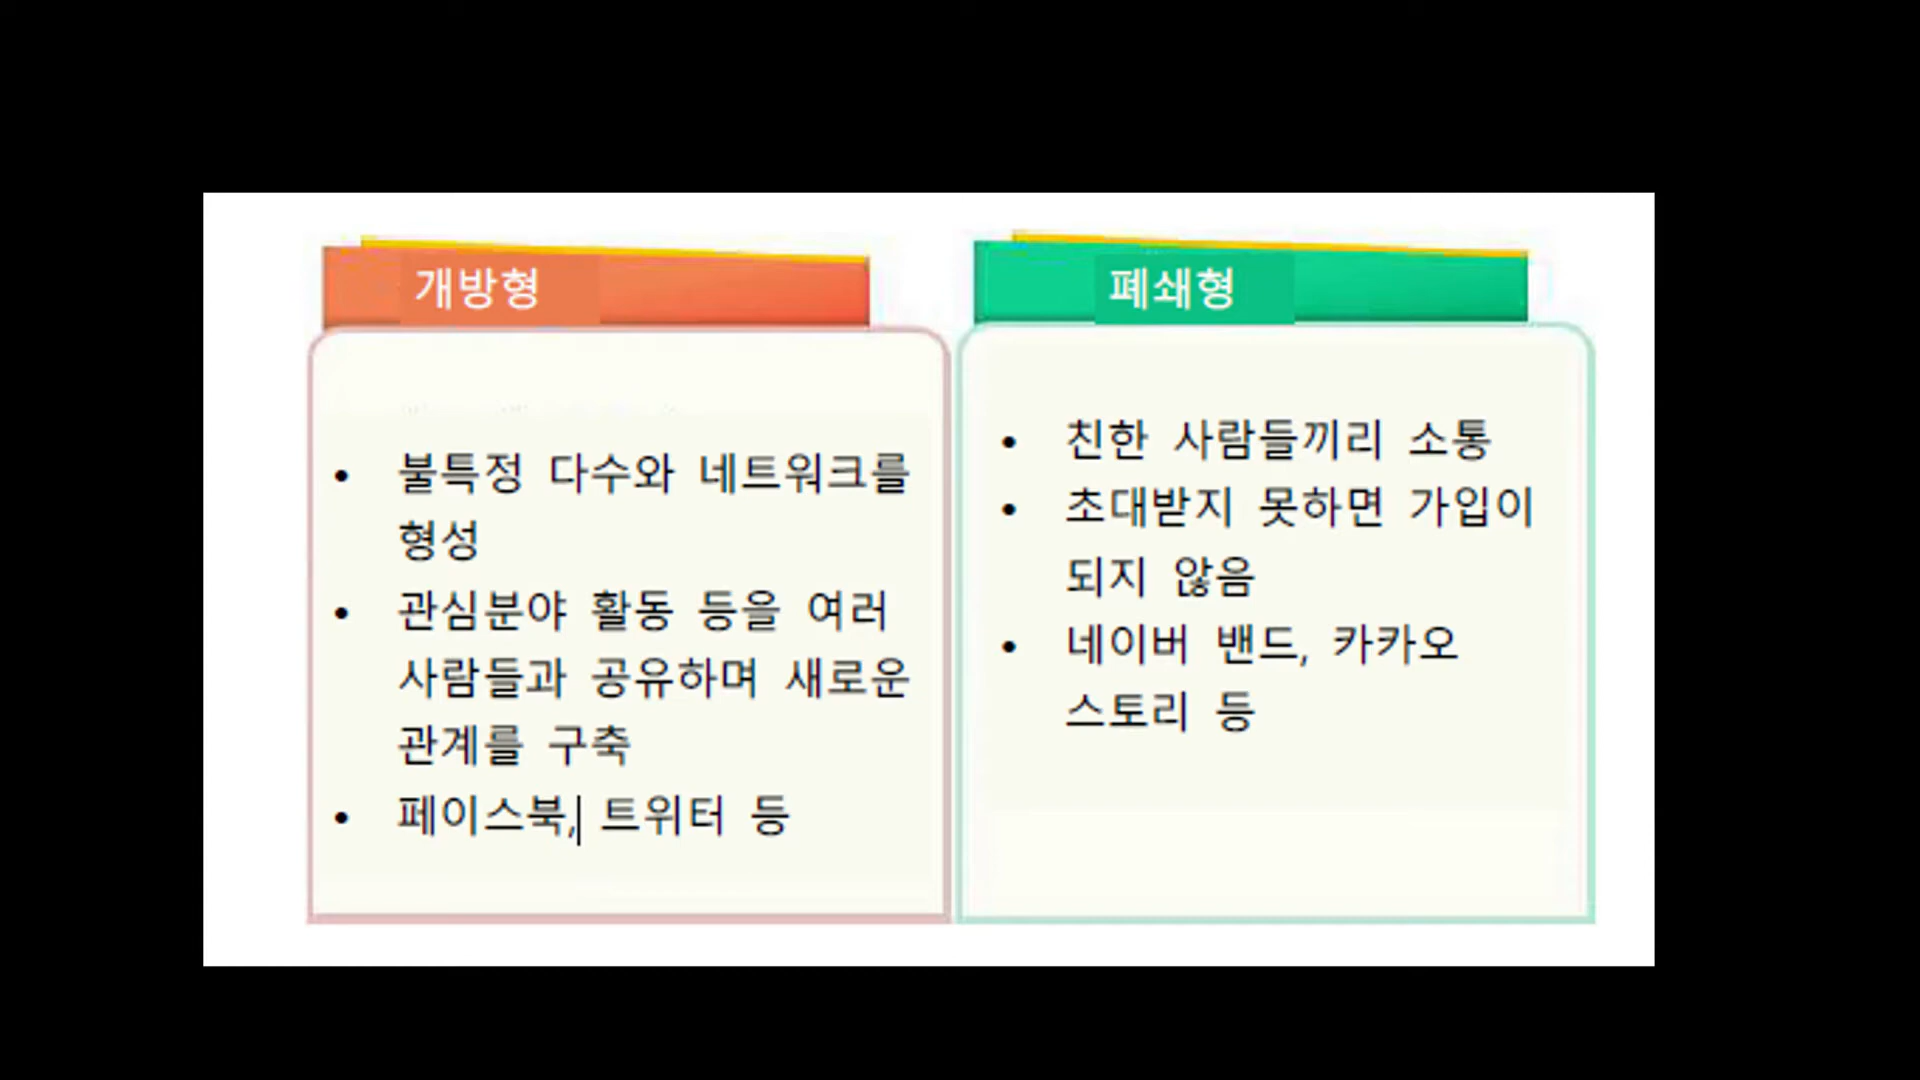 개방형
• 불특정 다수와 네트워크를
형성
• 관심분야 활동 등을 여러
사람들과 공유하며 새로운
관계를 구축
• 페이스북, 트위터 등
폐쇄형
• 친한 사람들끼리 소통
• 초대받지 못하면 가입이
되지 않음
• 네이버 밴드, 카카오
스토리 등